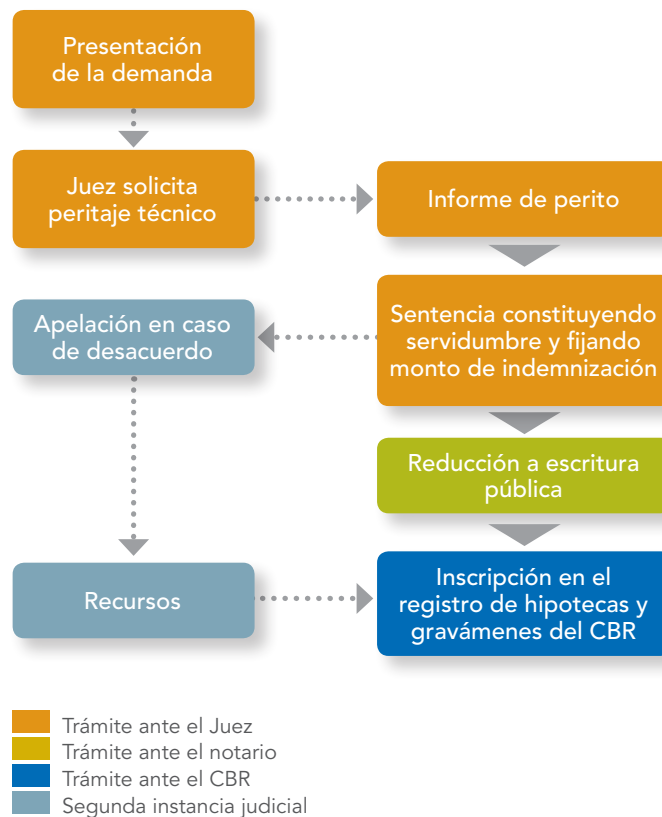 Presentación
de la demanda
Juez solicita
peritaje técnico
Informe de perito
Sentencia constituyendo
servidumbre y fijando
monto de indemnización
Apelación en caso
de desacuerdo
Reducción a escritura
pública
Recursos
Inscripción en el
registro de hipotecas y
gravámenes del CBR
Trámite ante el Juez
Trámite ante el notario
Trámite ante el CBR
Segunda instancia judicial